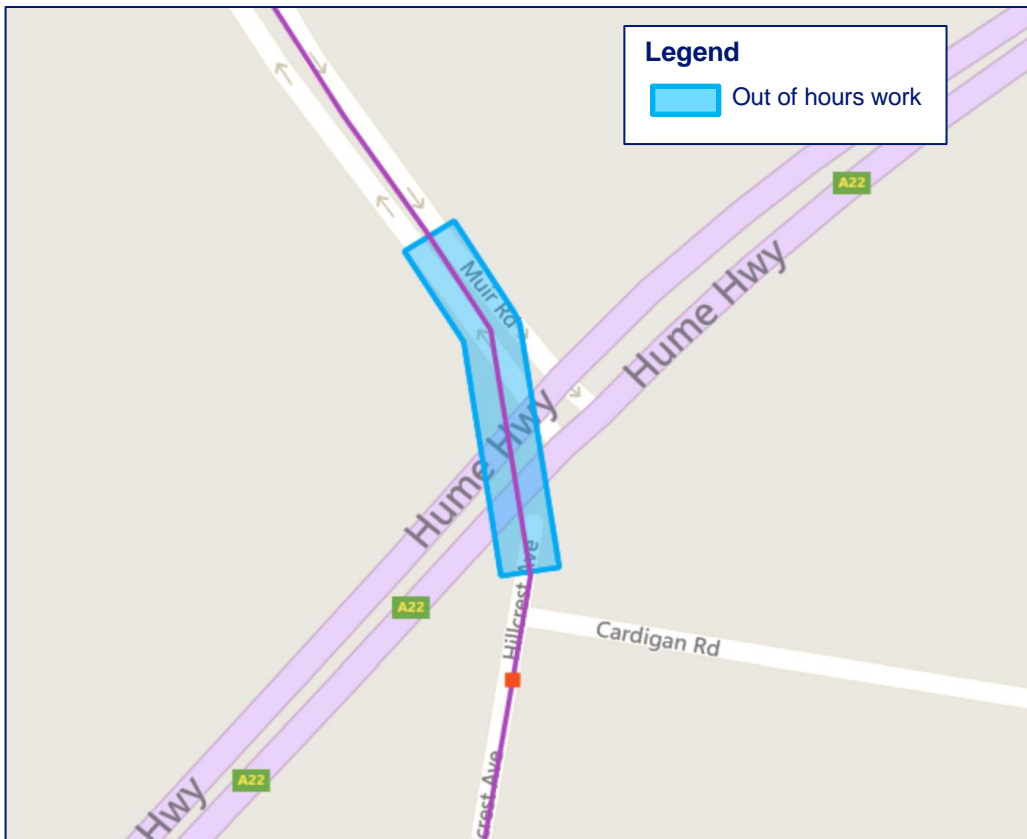 Legend
Out of hours work
A22
Muir Rd
Hume Hwy
Hume Hwy
A22
Hillcrest Ave
Cardigan Rd
A22
crest Ave
Hwy